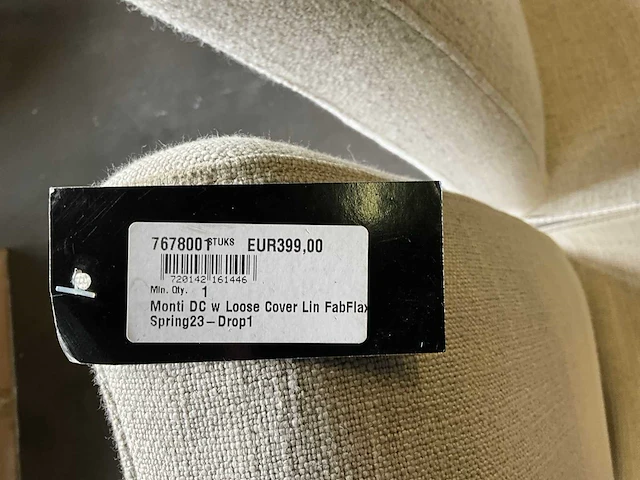 7678001 STUKS EUR399,00
720142 161446
Min. Qty. 1
Monti DC w Loose Cover Lin FabFlax
Spring23-Drop1